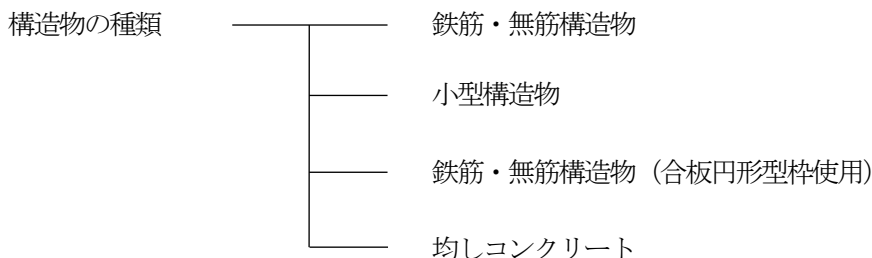 構造物の種類
鉄筋・無筋構造物
小型構造物
鉄筋・無筋構造物（合板円形型枠使用）
均しコンクリート